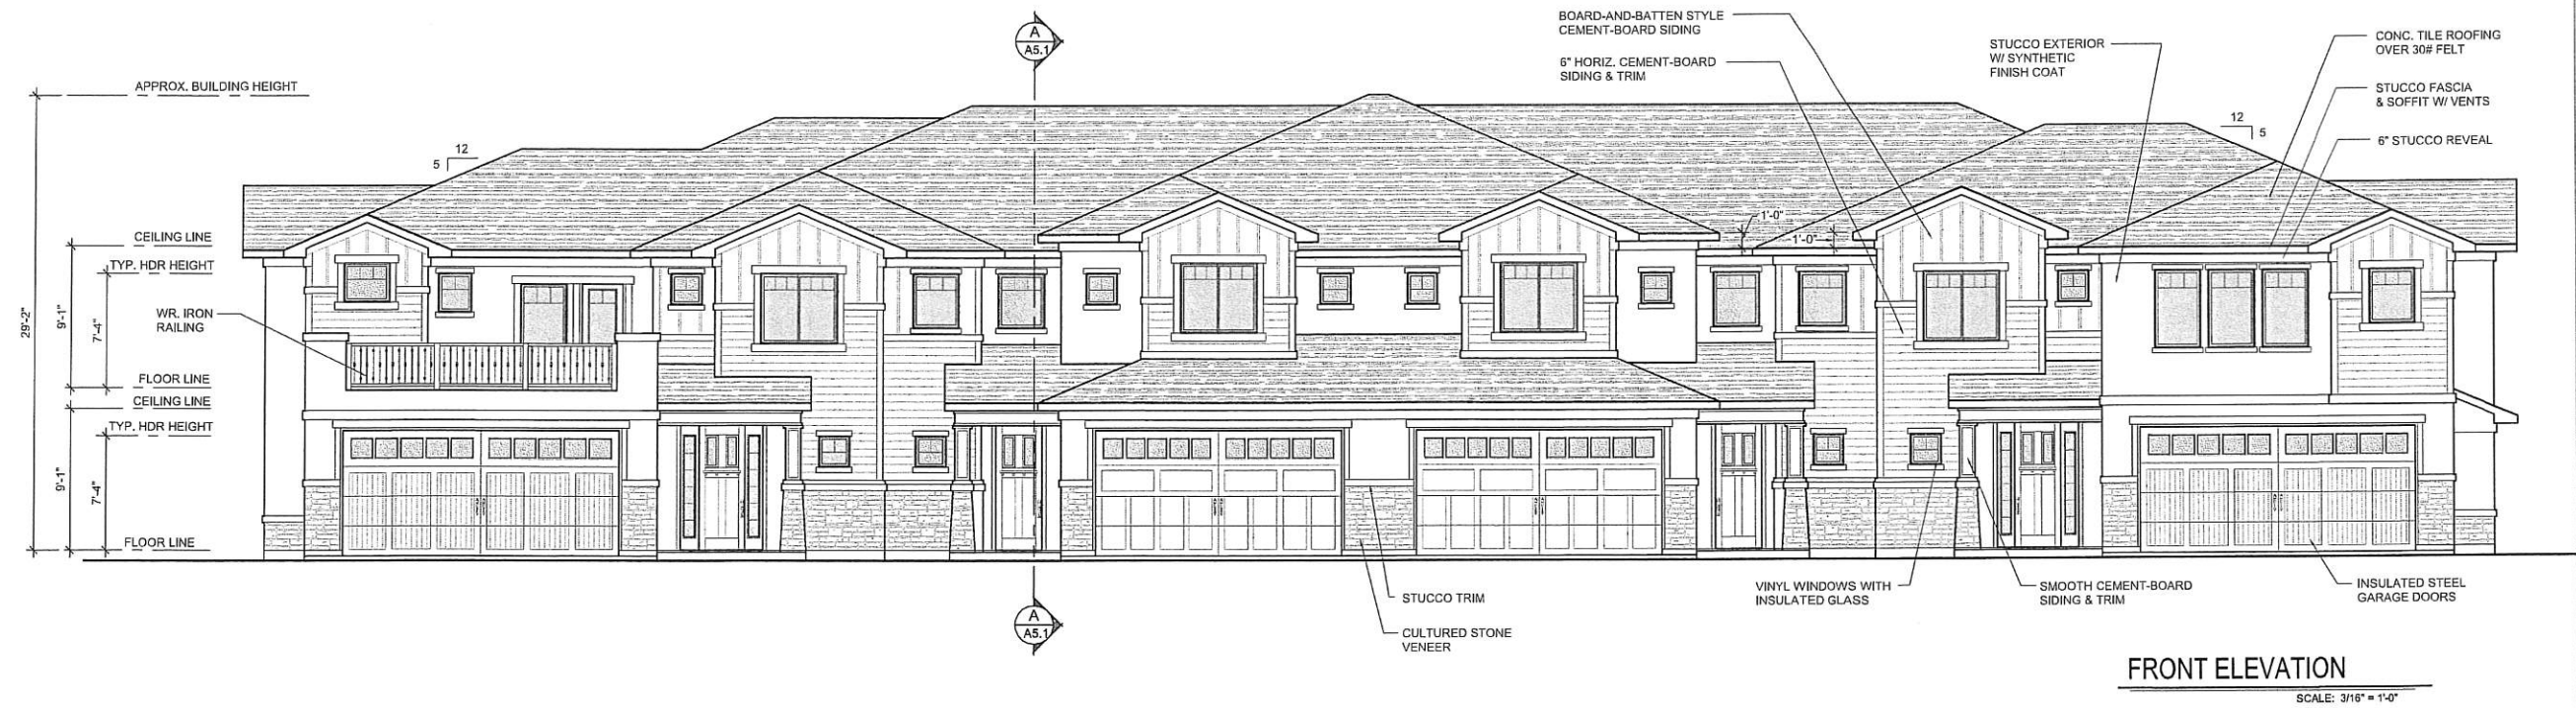 A
A5.1
BOARD-AND-BATTEN STYLE
CEMENT-BOARD SIDING
6" HORIZ. CEMENT-BOARD
SIDING & TRIM
STUCCO EXTERIOR
W/ SYNTHETIC
FINISH COAT
CONC. TILE ROOFING
OVER 30# FELT
STUCCO FASCIA
& SOFFIT W/ VENTS
6" STUCCO REVEAL
APPROX. BUILDING HEIGHT
12
5
12
5
CEILING LINE
TYP. HDR HEIGHT
WR. IRON
RAILING
FLOOR LINE
CEILING LINE
TYP. HDR HEIGHT
FLOOR LINE
29'-2"
9'-1"
7'-4"
9'-1"
7'-4"
1'-0"
1'-0"
STUCCO TRIM
CULTURED STONE
VENEER
VINYL WINDOWS WITH
INSULATED GLASS
SMOOTH CEMENT-BOARD
SIDING & TRIM
INSULATED STEEL
GARAGE DOORS
A
A5.1
FRONT ELEVATION
SCALE: 3/16" = 1'-0"